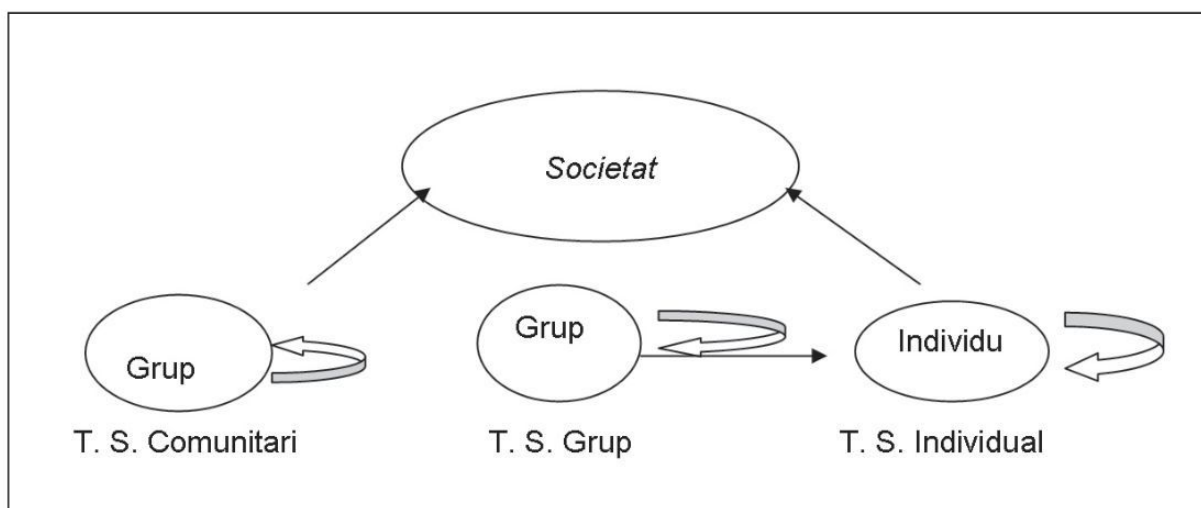 Societat
Grup
Grup
Individu
T. S. Comunitari
T. S. Grup
T. S. Individual